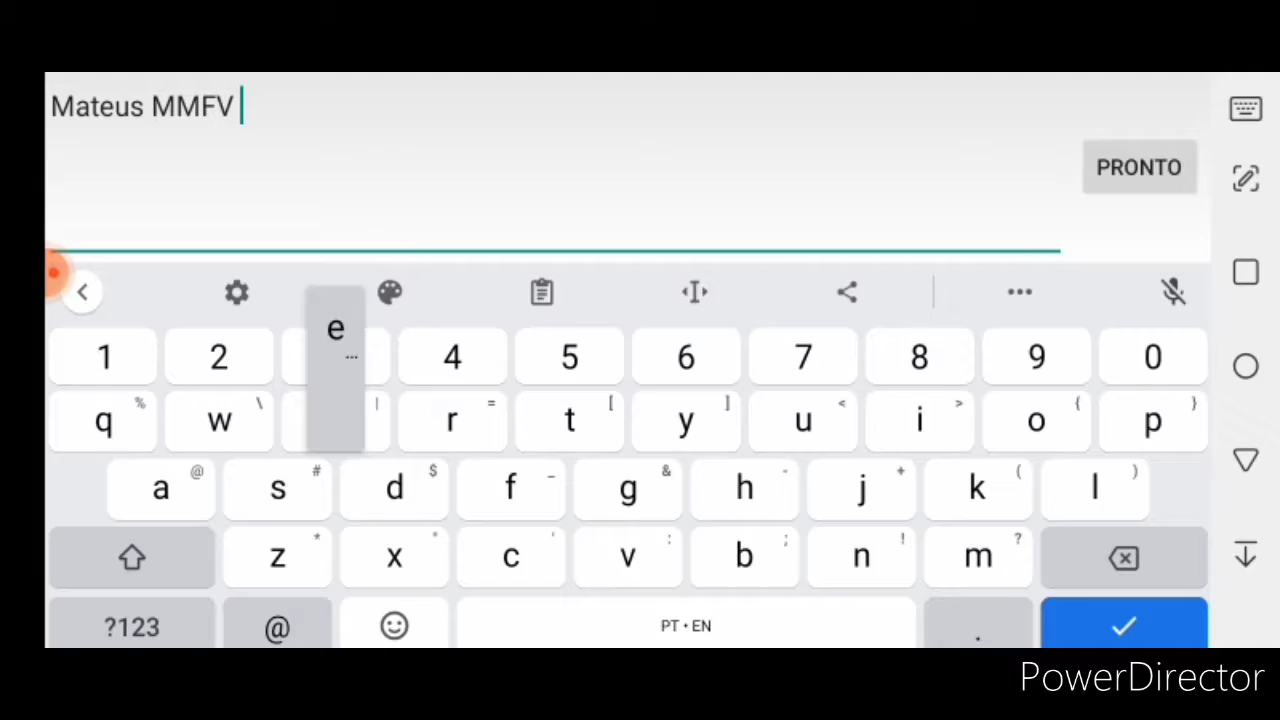 Mateus MMFV
PRONTO
e
...
1 2 4 5 6 7 8 9 0
q % w \ | r = t [ y ] u < i > o { p }
a @ s # d $ f _ g & h - j + k ( l )
z * x " c ' v : b ; n ! m ?
?123 @ PT • EN .
PowerDirector